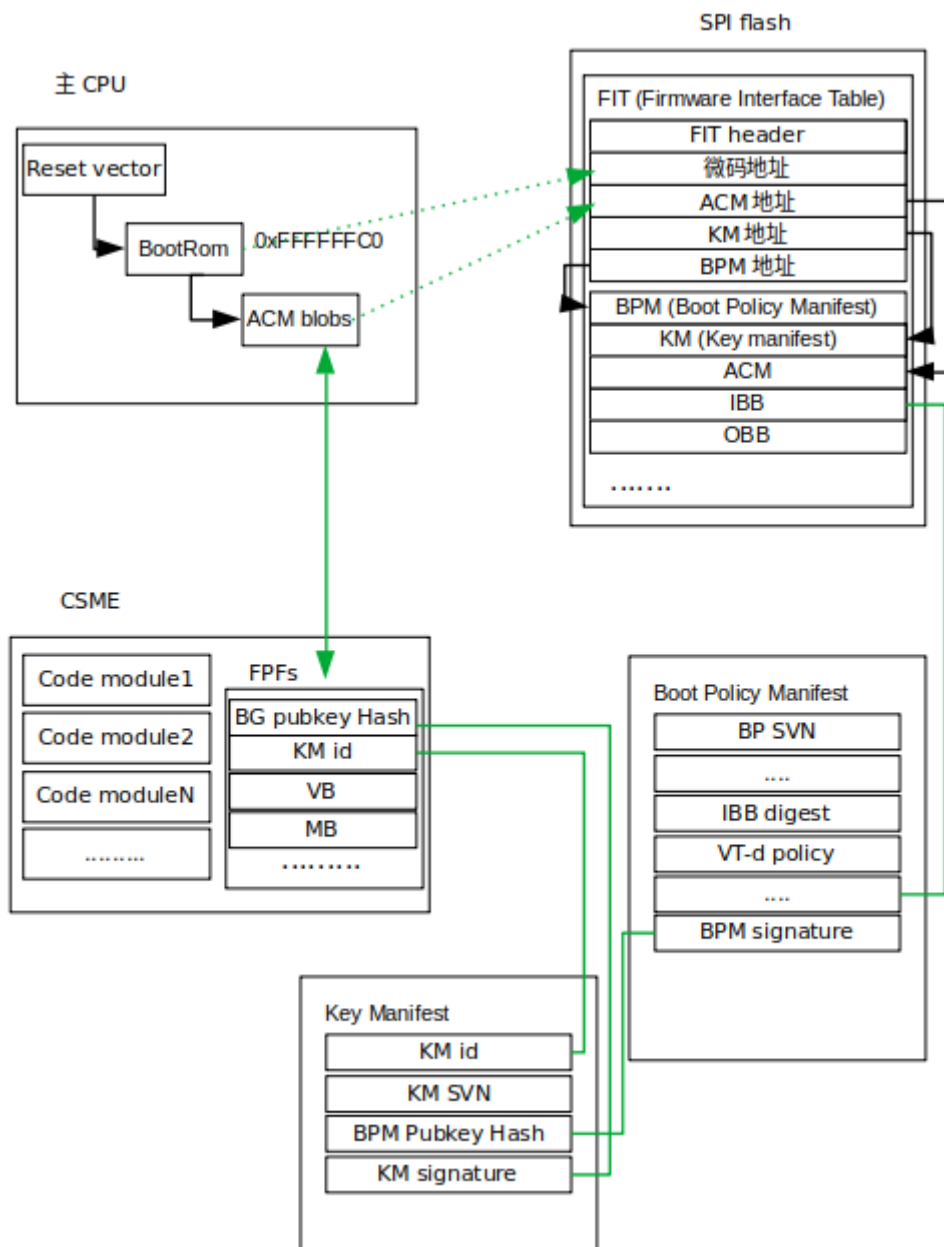 SPI flash
主 CPU
FIT (Firmware Interface Table)
FIT header
微码地址
ACM 地址
KM 地址
BPM 地址
Reset vector
BootRom
0xFFFFFFC0
ACM blobs
BPM (Boot Policy Manifest)
KM (Key manifest)
ACM
IBB
OBB
.......
CSME
Code module1
Code module2
Code moduleN
..........
FPFs
BG pubkey Hash
KM id
VB
MB
.........
Boot Policy Manifest
BP SVN
....
IBB digest
VT-d policy
....
BPM signature
Key Manifest
KM id
KM SVN
BPM Pubkey Hash
KM signature